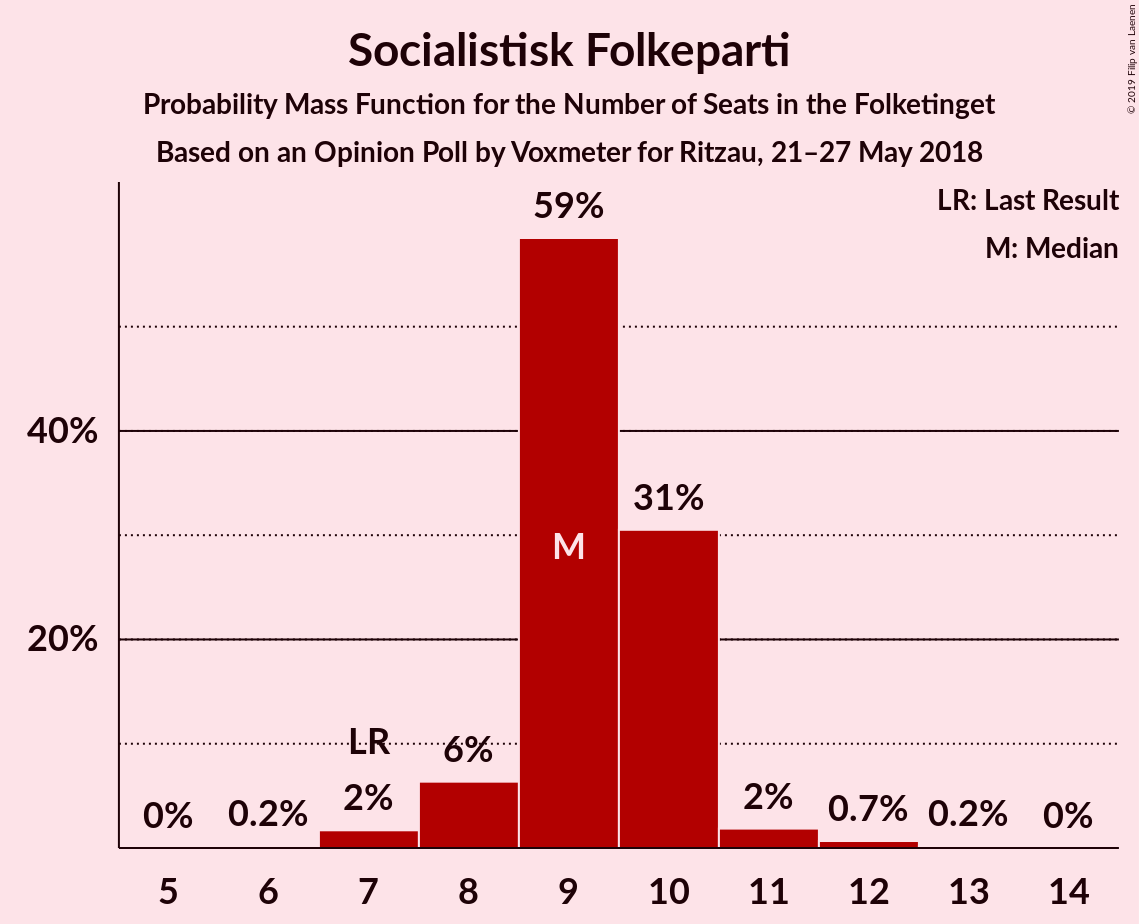 Socialistisk Folkeparti
Probability Mass Function for the Number of Seats in the Folketinget
Based on an Opinion Poll by Voxmeter for Ritzau, 21–27 May 2018
© 2019 Filip van Laenen
LR: Last Result
M: Median
59%
40%
31%
M
20%
LR
6%
0%
0.2%
2%
2%
0.7%
0.2%
0%
5 6 7 8 9 10 11 12 13 14